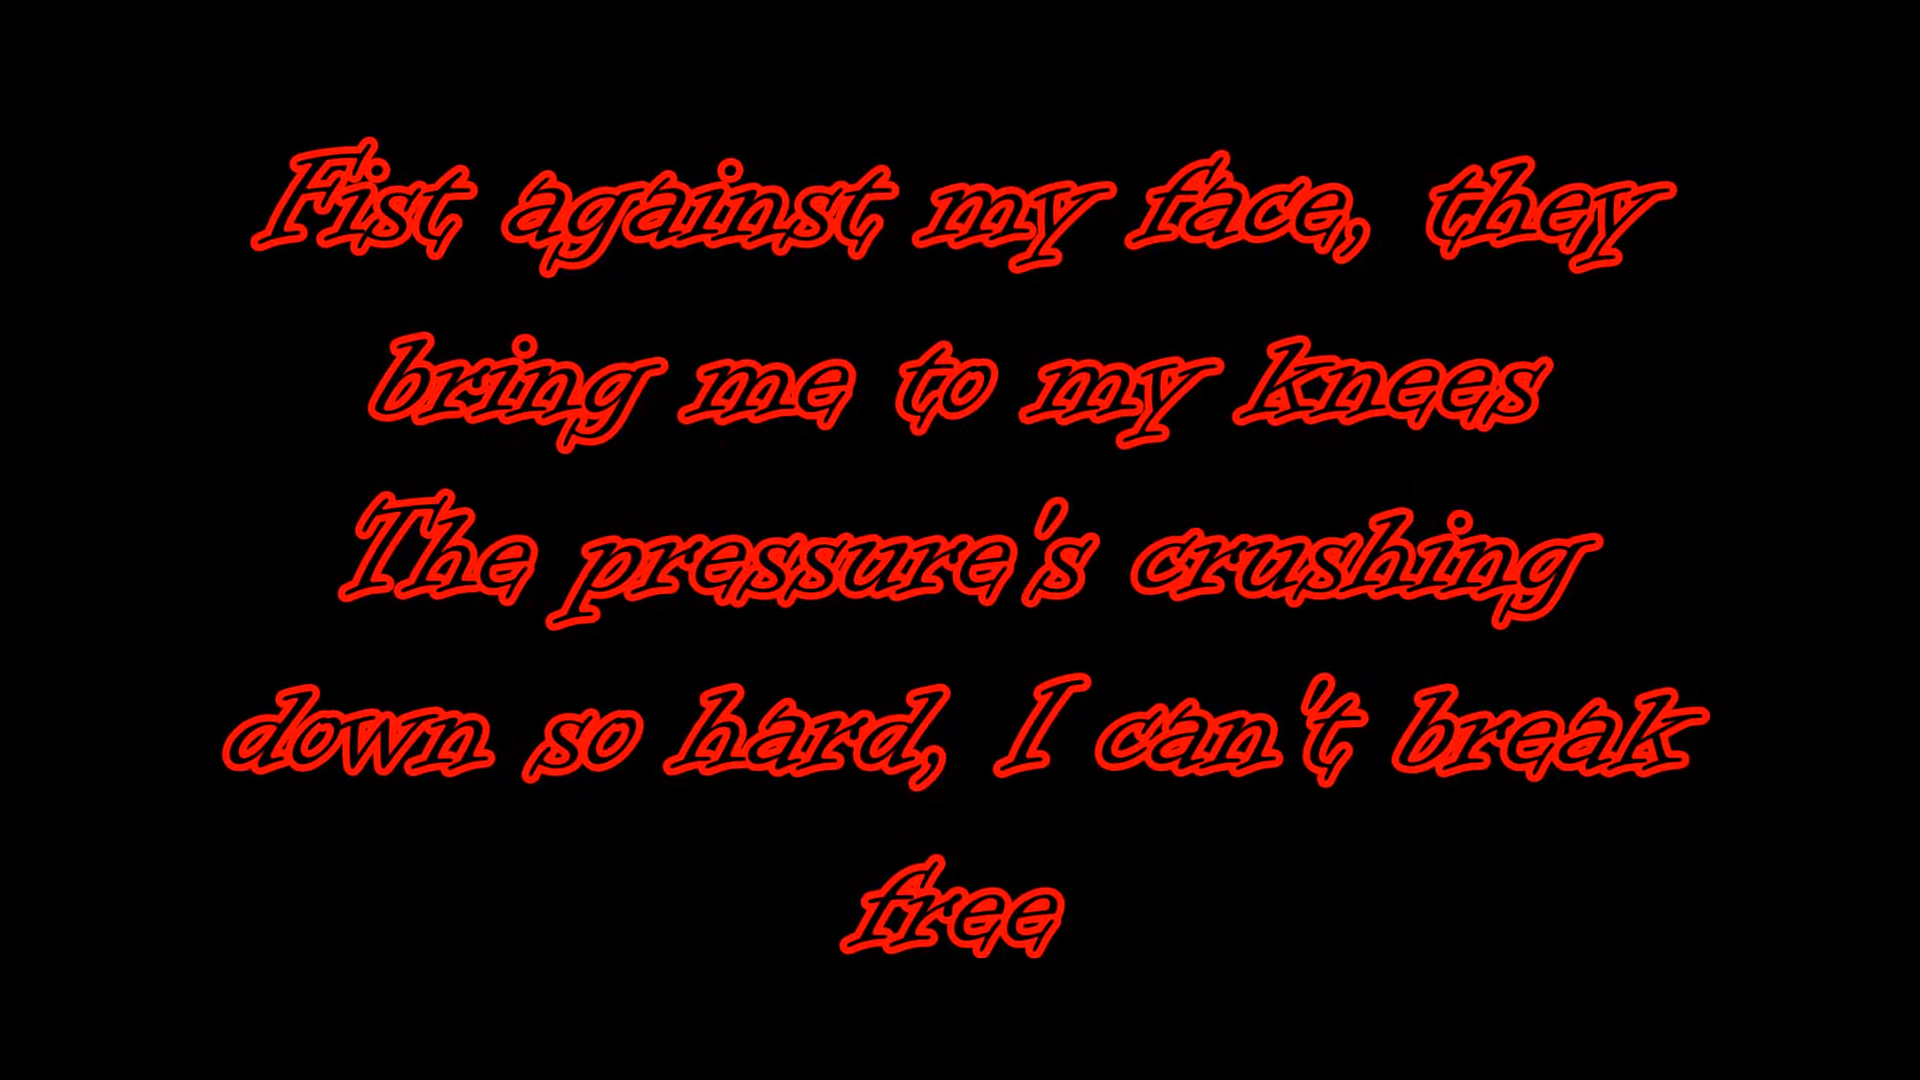 Fist against my face, they
bring me to my knees
The pressure's crushing
down so hard, I can't break
free